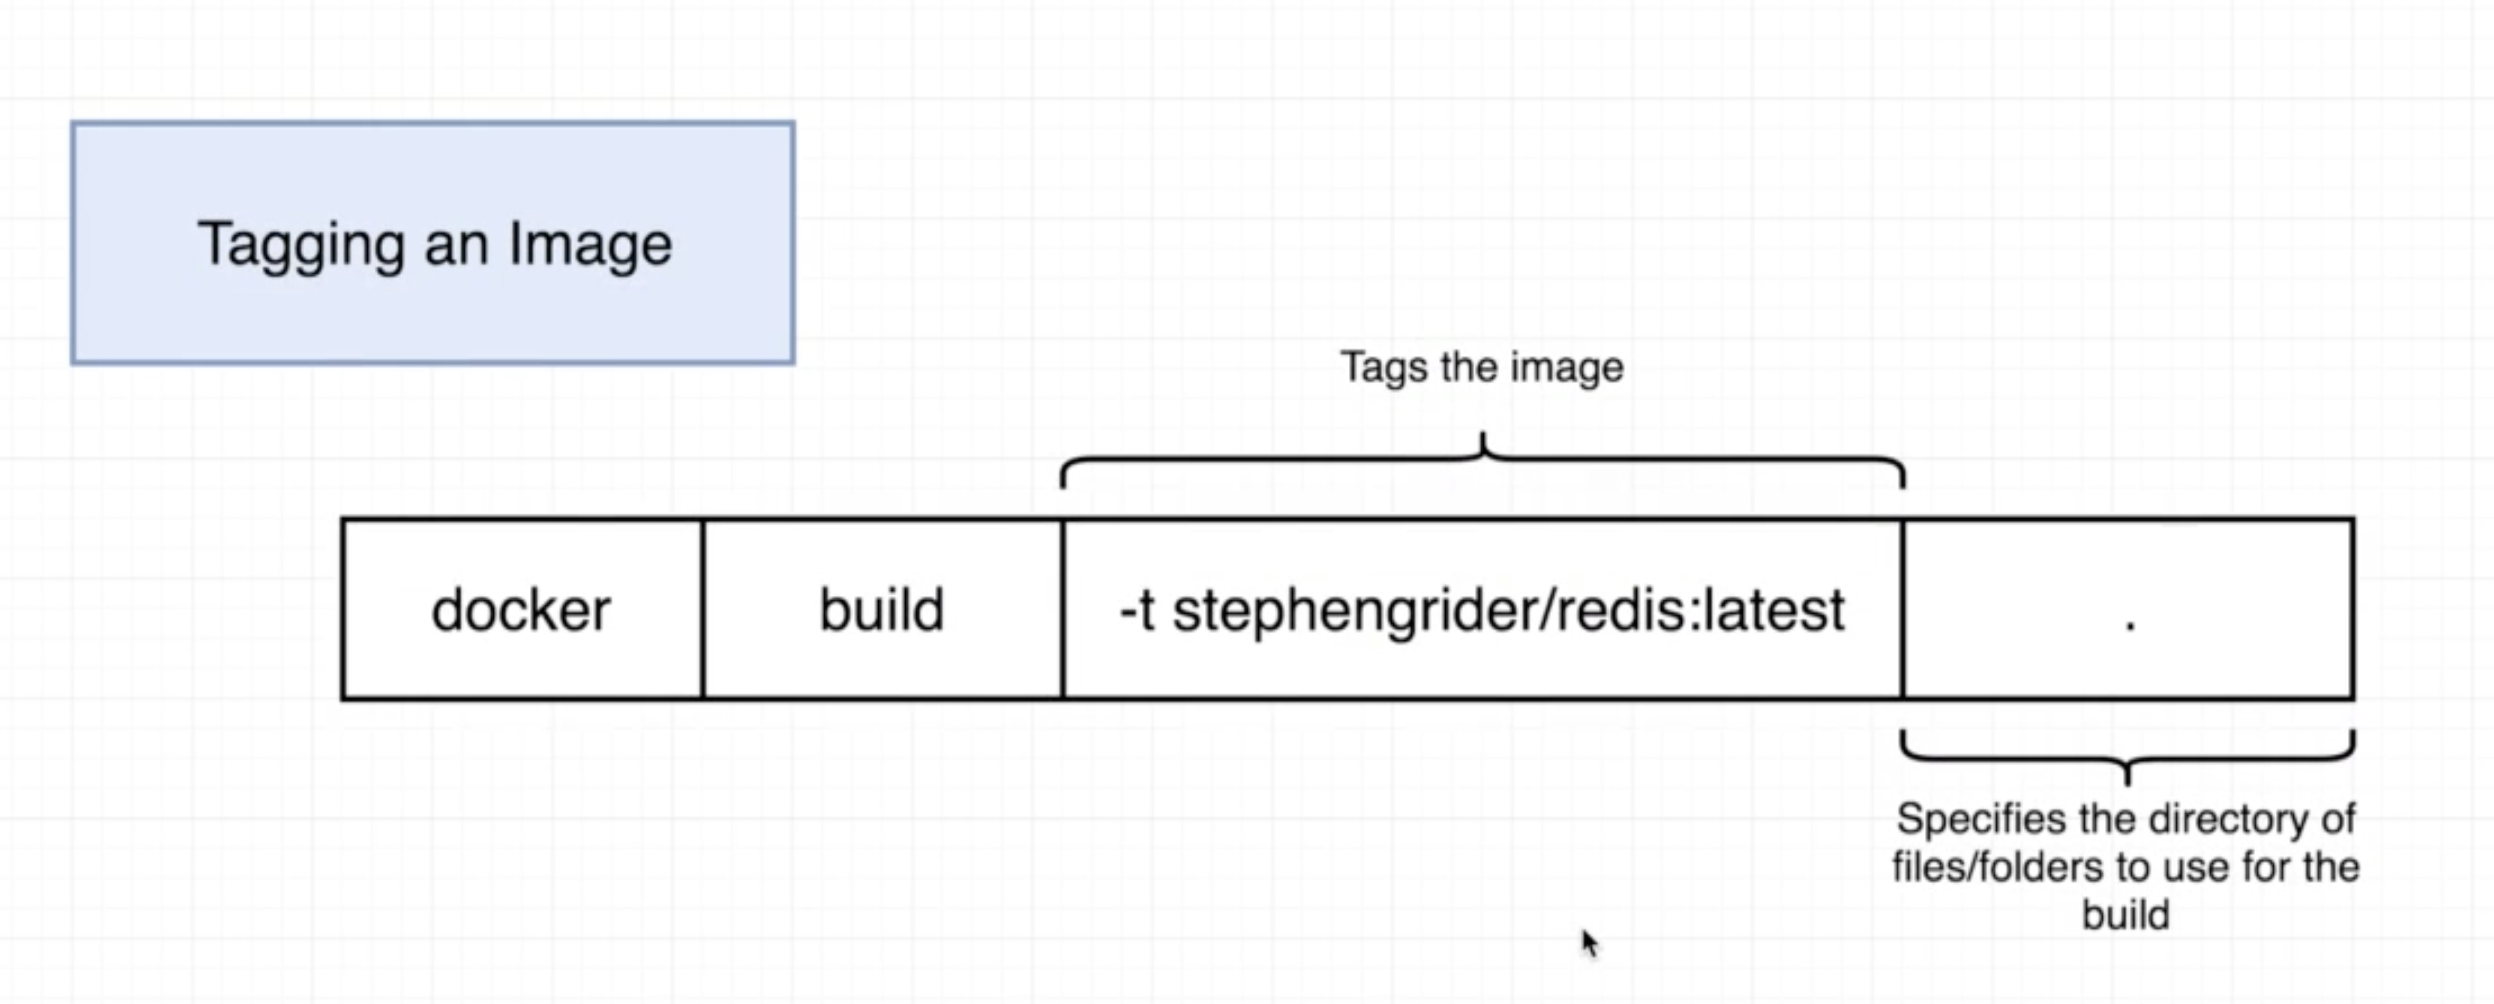 Tagging an Image
Tags the image
docker build -t stephengrider/redis:latest .
Specifies the directory of
files/folders to use for the
build